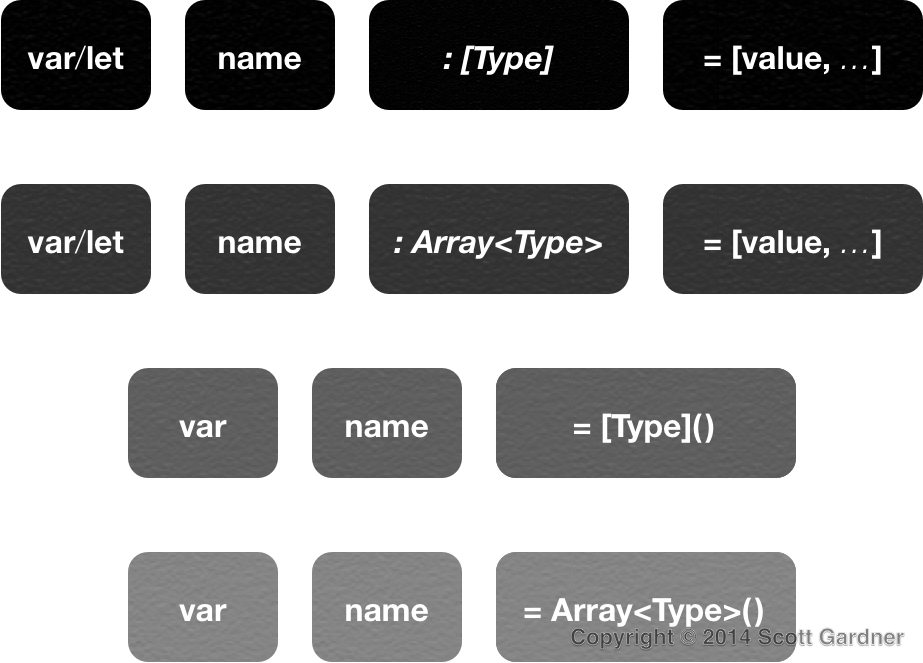 var/let name : [Type] = [value, …]
var/let name : Array<Type> = [value, …]
var name = [Type]()
var name = Array<Type>()
Copyright © 2014 Scott Gardner